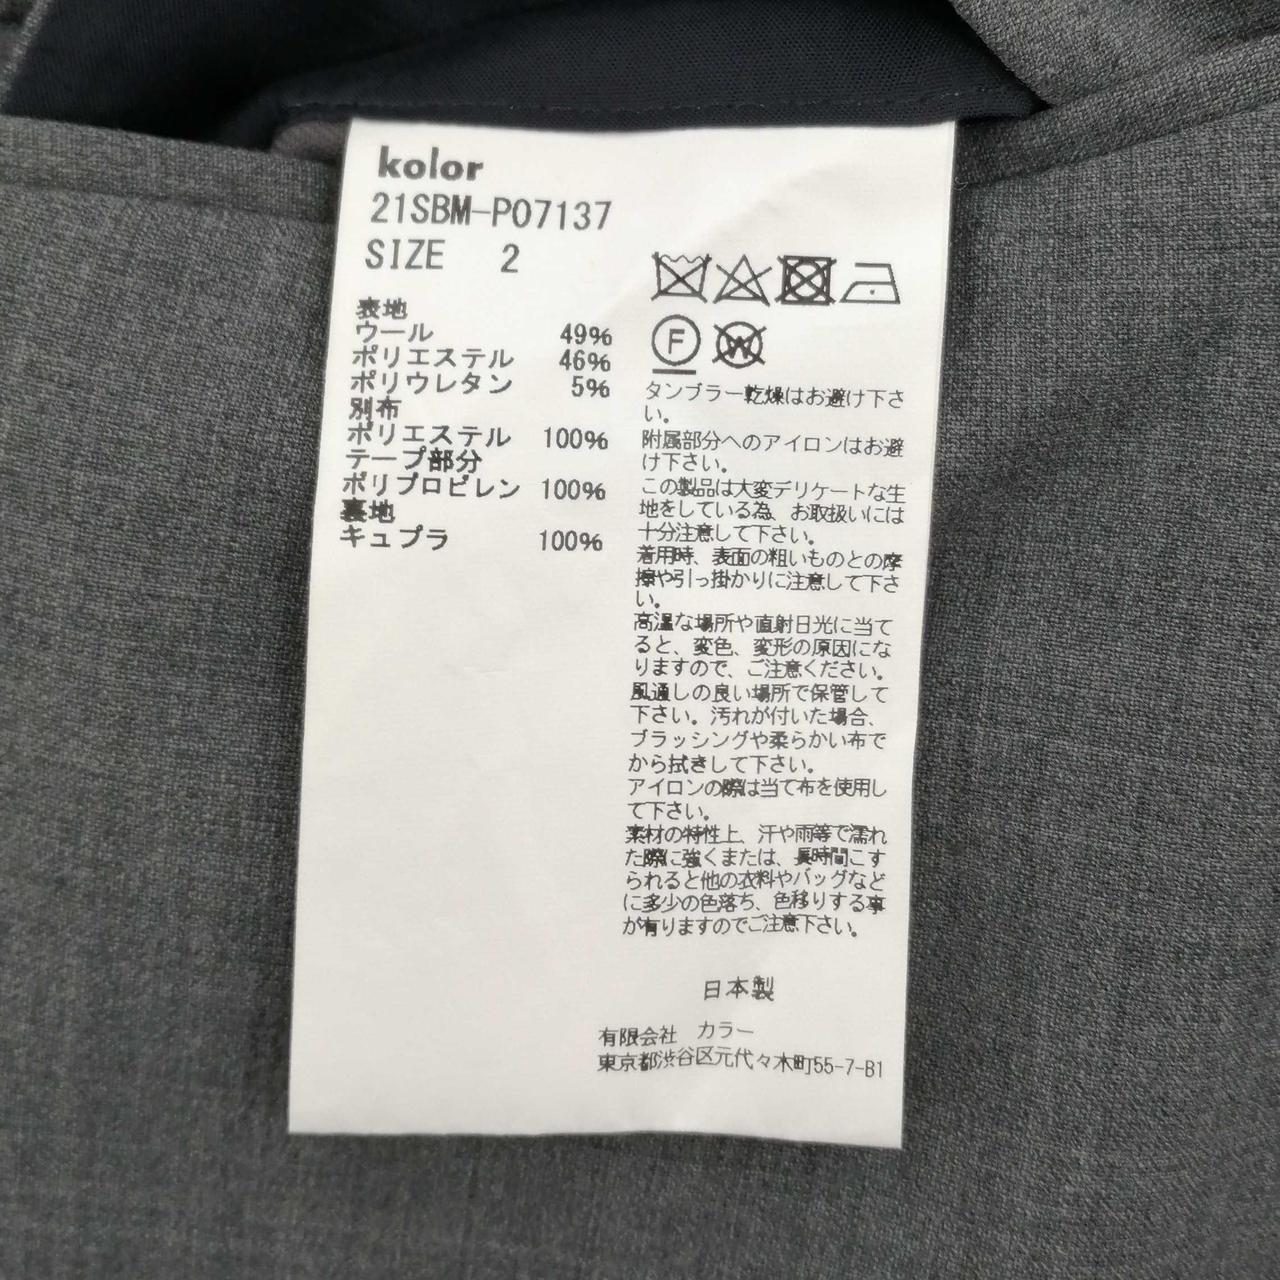 kolor
21SBM-P07137
SIZE 2
表地
ウール 49%
ポリエステル 46%
ポリウレタン 5%
別布
ポリエステル 100%
テープ部分
ポリプロピレン 100%
裏地
キュプラ 100%
F W
タンブラー乾燥はお避け下さ
い。
附属部分へのアイロンはお避
け下さい。
この製品は大変デリケートな生
地をしている為、お取扱いには
十分注意して下さい。
着用時、表面の粗いものとの摩
擦や引っ掛かりに注意して下さ
い。
高温な場所や直射日光に当て
ると、変色、変形の原因にな
りますので、ご注意ください。
風通しの良い場所で保管して
下さい。汚れが付いた場合、
ブラッシングや柔らかい布で
から拭きして下さい。
アイロンの際は当て布を使用し
て下さい。
素材の特性上、汗や雨等で濡れ
た際に強くまたは、長時間こす
られると他の衣料やバッグなど
に多少の色落ち、色移りする事
が有りますのでご注意下さい。
日本製
有限会社 カラー
東京都渋谷区元代々木町55-7-B1